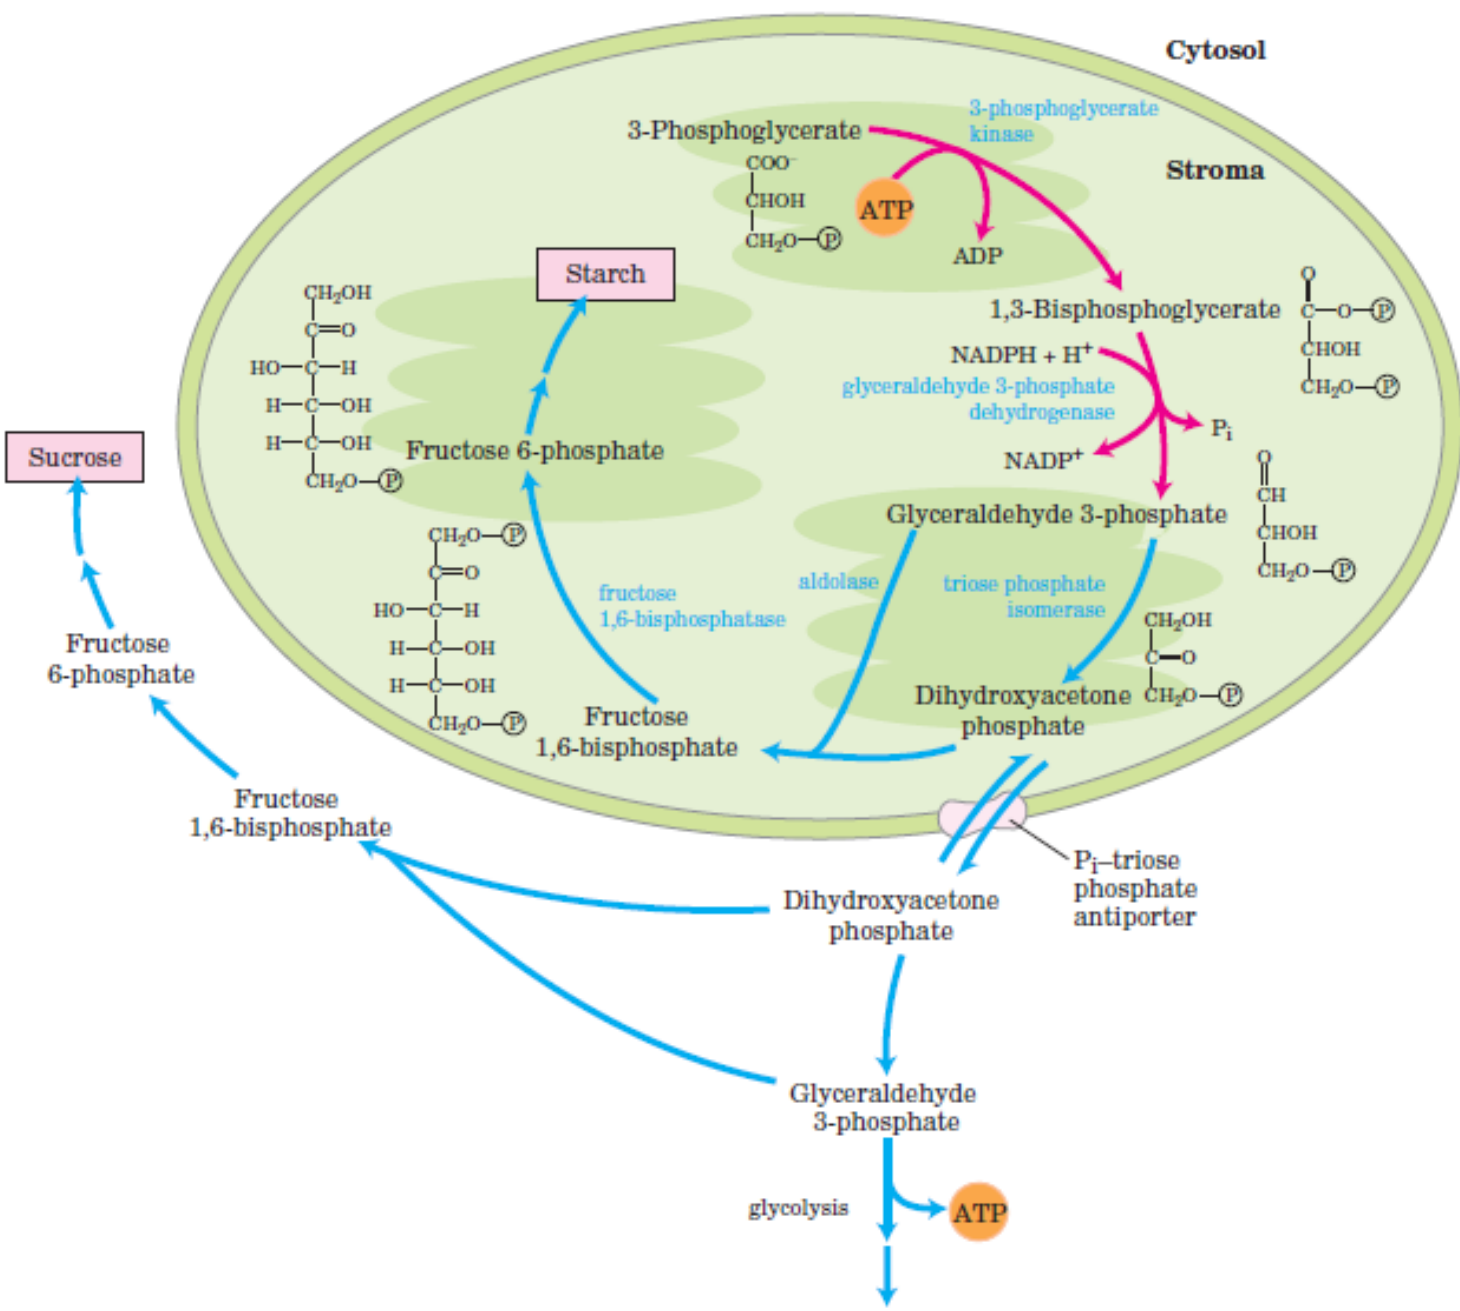 Cytosol
3-phosphoglycerate
kinase
3-Phosphoglycerate
Stroma
COO⁻
CHOH
CH₂O—Ⓟ
ATP
ADP
Starch
CH₂OH
C=O
HO—C—H
H—C—OH
H—C—OH
CH₂O—Ⓟ
1,3-Bisphosphoglycerate
O
C—O—Ⓟ
CHOH
CH₂O—Ⓟ
NADPH + H⁺
glyceraldehyde 3-phosphate
dehydrogenase
Pᵢ
NADP⁺
Sucrose
Fructose 6-phosphate
O
CH
CHOH
CH₂O—Ⓟ
Glyceraldehyde 3-phosphate
CH₂O—Ⓟ
C=O
HO—C—H
H—C—OH
H—C—OH
CH₂O—Ⓟ
fructose
1,6-bisphosphatase
aldolase
triose phosphate
isomerase
CH₂OH
C—O
CH₂O—Ⓟ
Fructose
6-phosphate
Dihydroxyacetone
phosphate
Fructose
1,6-bisphosphate
Fructose
1,6-bisphosphate
Pᵢ–triose
phosphate
antiporter
Dihydroxyacetone
phosphate
Glyceraldehyde
3-phosphate
glycolysis
ATP